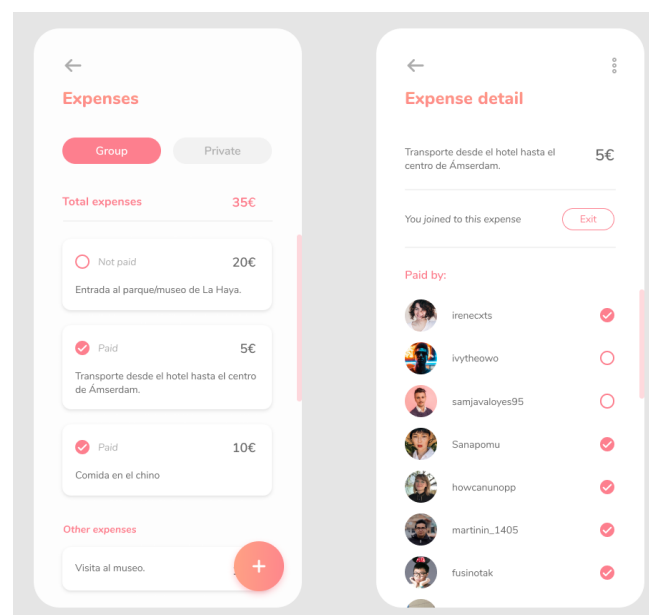 Expenses
Group
Private
Total expenses
35€
Not paid
20€
Entrada al parque/museo de La Haya.
Paid
5€
Transporte desde el hotel hasta el centro
de Ámserdam.
Paid
10€
Comida en el chino
Other expenses
Visita al museo.
+
Expense detail
Transporte desde el hotel hasta el
centro de Ámserdam.
5€
You joined to this expense
Exit
Paid by:
irenecxts
ivytheowo
samjavaloyes95
Sanapomu
howcanunopp
martinin_1405
fusinotak